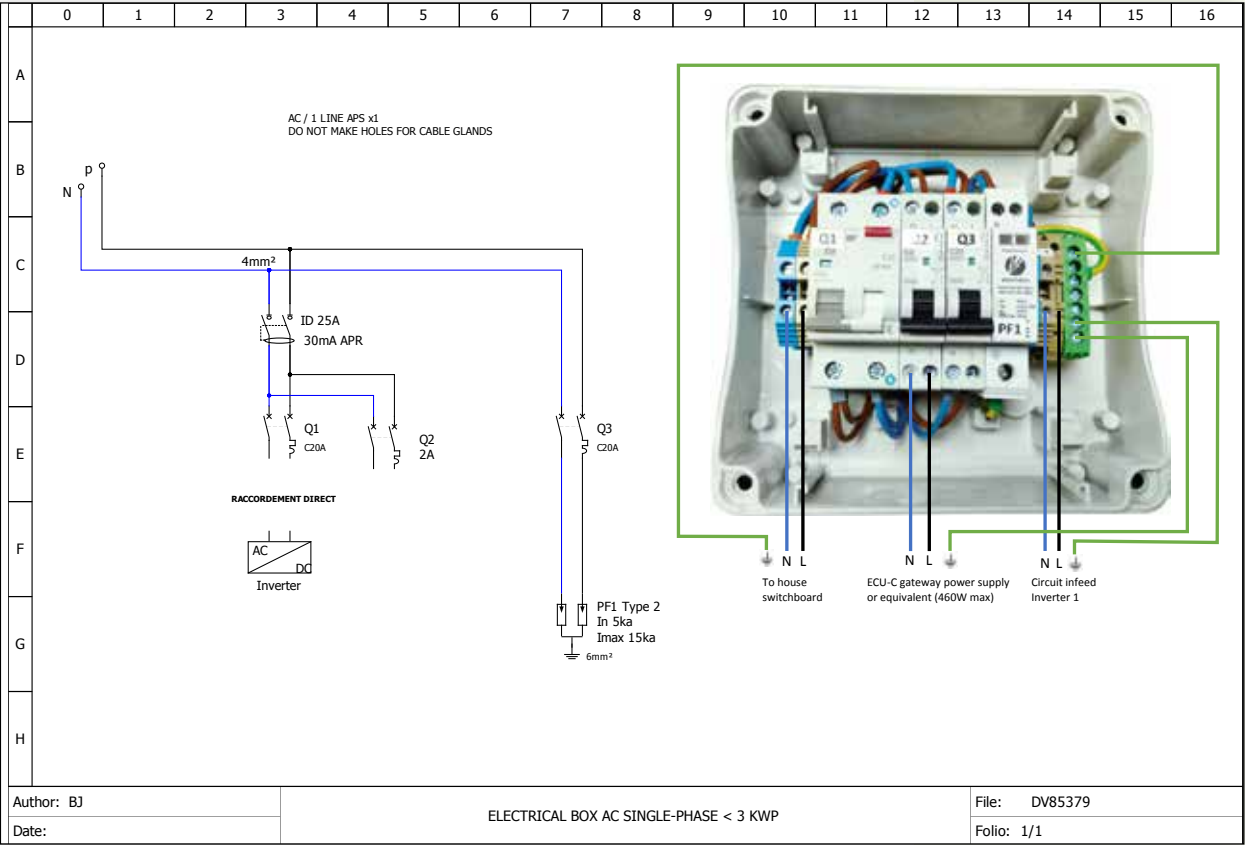 0 1 2 3 4 5 6 7 8 9 10 11 12 13 14 15 16
A
B
C
D
E
F
G
H
AC / 1 LINE APS x1
DO NOT MAKE HOLES FOR CABLE GLANDS
p
N
4mm²
ID 25A
30mA APR
Q1
C20A
Q2
2A
Q3
C20A
RACCORDEMENT DIRECT
AC
DC
Inverter
PF1 Type 2
In 5ka
Imax 15ka
6mm²
Q1
Q3
PF1
N L
To house
switchboard
N L
ECU-C gateway power supply
or equivalent (460W max)
N L
Circuit infeed
Inverter 1
Author: BJ
Date:
ELECTRICAL BOX AC SINGLE-PHASE < 3 KWP
File: DV85379
Folio: 1/1